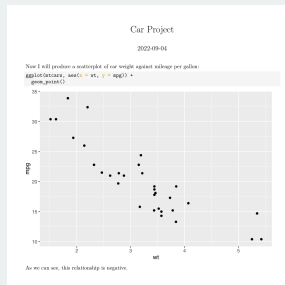 Car Project
2022-09-04
Now I will produce a scatterplot of car weight against mileage per gallon:
ggplot(mtcars, aes(x = wt, y = mpg)) +
geom_point()
35
30
25
20
15
10
mpg
2
3
4
5
wt
As we can see, this relationship is negative.